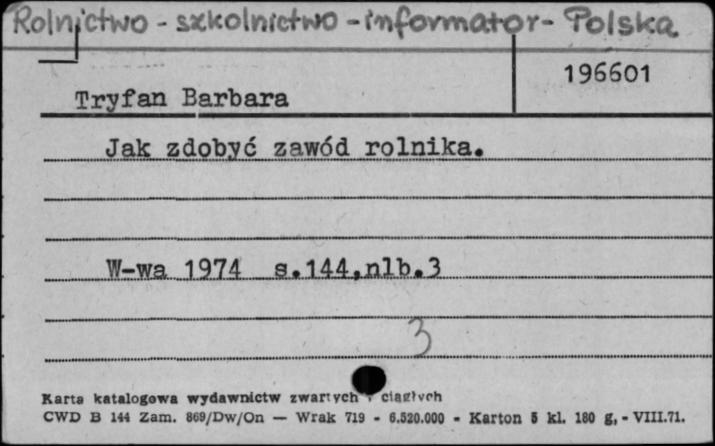 Rolnictwo - szkolnictwo - informator - Polska
196601
Tryfan Barbara
Jak zdobyć zawód rolnika.
W-wa 1974 s.144,nlb.3
3
Karta katalogowa wydawnictw zwartych i ciągłych
CWD B 144 Zam. 869/Dw/On — Wrak 719 - 6.520.000 - Karton 5 kl. 180 g, - VIII.71.